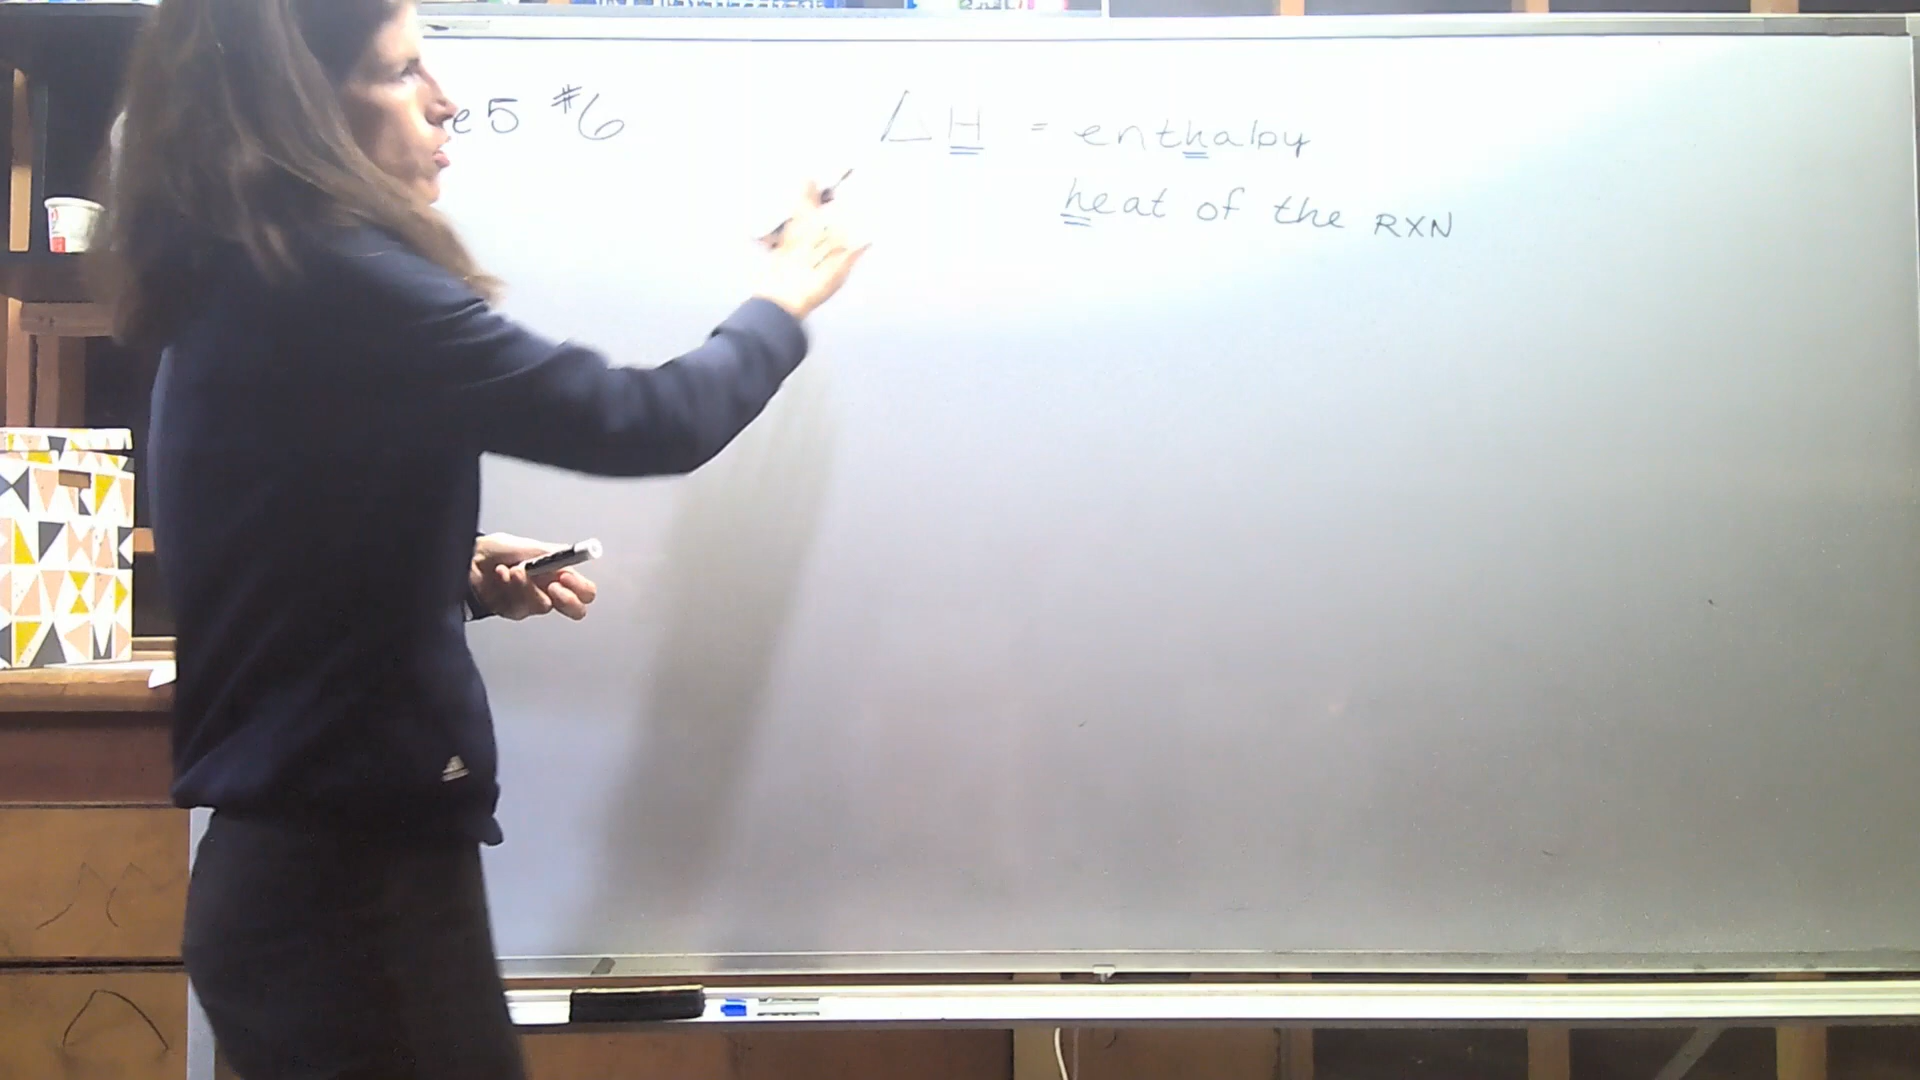 e5 #6
ΔH = enthalpy
heat of the RXN